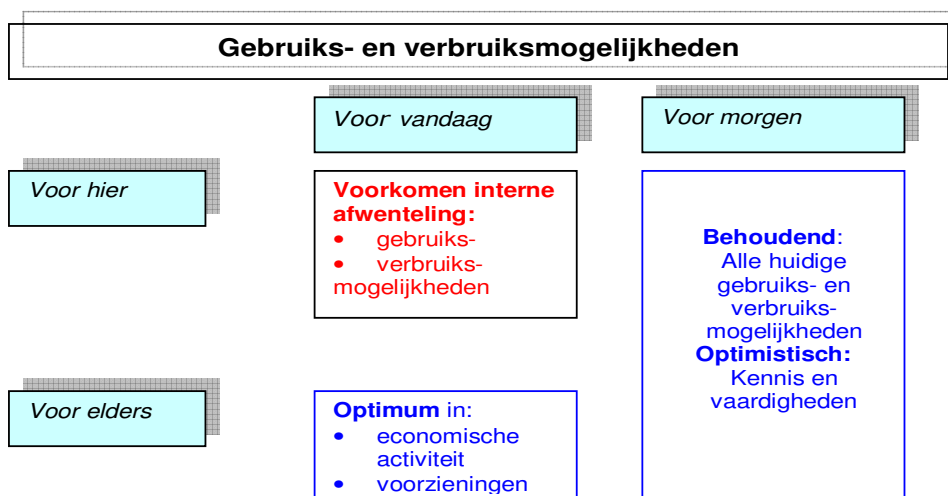 Gebruiks- en verbruiksmogelijkheden
Voor vandaag
Voor morgen
Voor hier
Voorkomen interne
afwenteling:
• gebruiks-
• verbruiks-
mogelijkheden
Behoudend:
Alle huidige
gebruiks- en
verbruiks-
mogelijkheden
Optimistisch:
Kennis en
vaardigheden
Voor elders
Optimum in:
• economische
activiteit
• voorzieningen